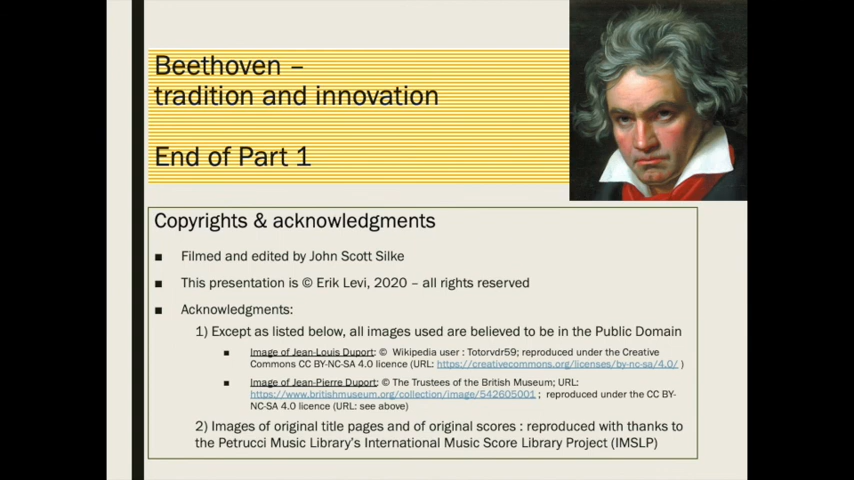 Beethoven –
tradition and innovation
End of Part 1
Copyrights & acknowledgments
■ Filmed and edited by John Scott Silke
■ This presentation is © Erik Levi, 2020 – all rights reserved
■ Acknowledgments:
1) Except as listed below, all images used are believed to be in the Public Domain
■ Image of Jean-Louis Duport: © Wikipedia user : Totorvdr59; reproduced under the Creative
Commons CC BY-NC-SA 4.0 licence (URL: https://creativecommons.org/licenses/by-nc-sa/4.0/ )
■ Image of Jean-Pierre Duport: © The Trustees of the British Museum; URL:
https://www.britishmuseum.org/collection/image/542605001 ; reproduced under the CC BY-
NC-SA 4.0 licence (URL: see above)
2) Images of original title pages and of original scores : reproduced with thanks to
the Petrucci Music Library's International Music Score Library Project (IMSLP)